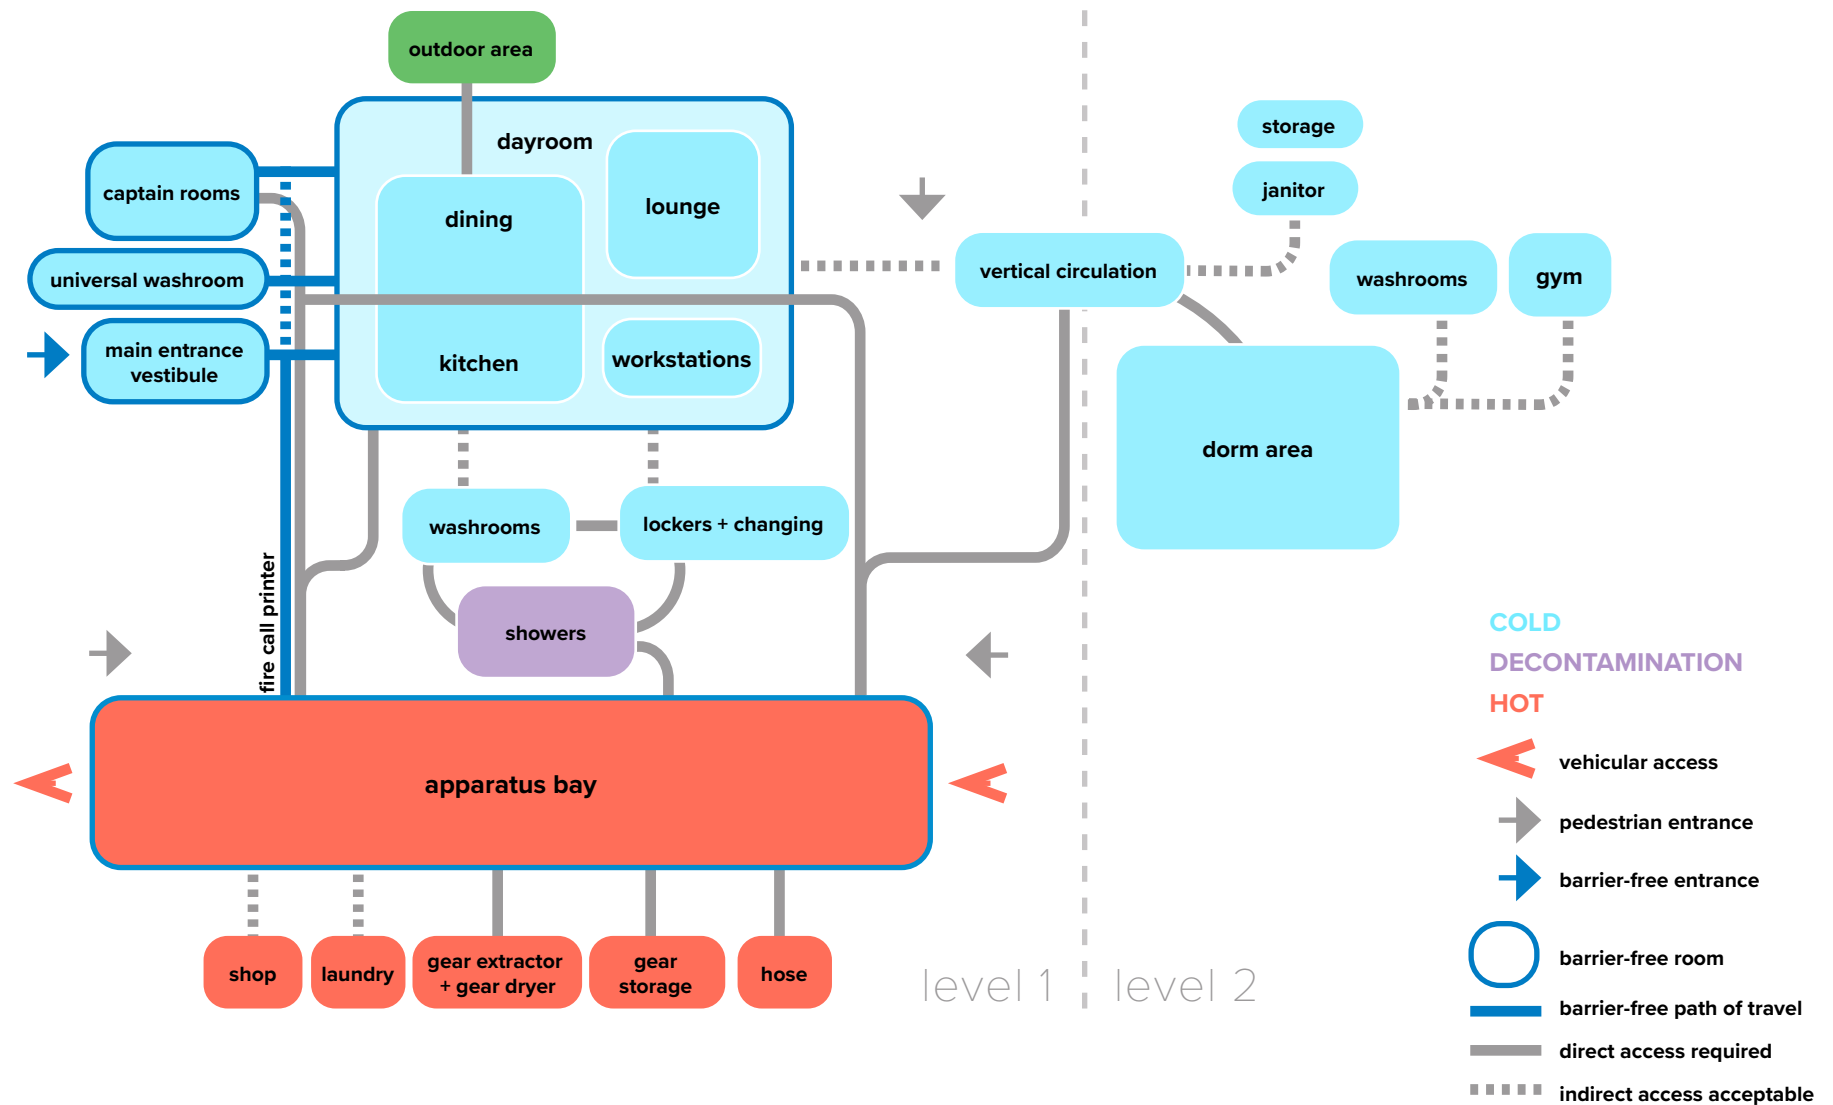 outdoor area
dayroom
captain rooms
dining
lounge
universal washroom
main entrance
vestibule
kitchen
workstations
storage
janitor
vertical circulation
washrooms
gym
dorm area
washrooms
lockers + changing
showers
fire call printer
apparatus bay
shop
laundry
gear extractor
+ gear dryer
gear
storage
hose
level 1
level 2
COLD
DECONTAMINATION
HOT
vehicular access
pedestrian entrance
barrier-free entrance
barrier-free room
barrier-free path of travel
direct access required
indirect access acceptable